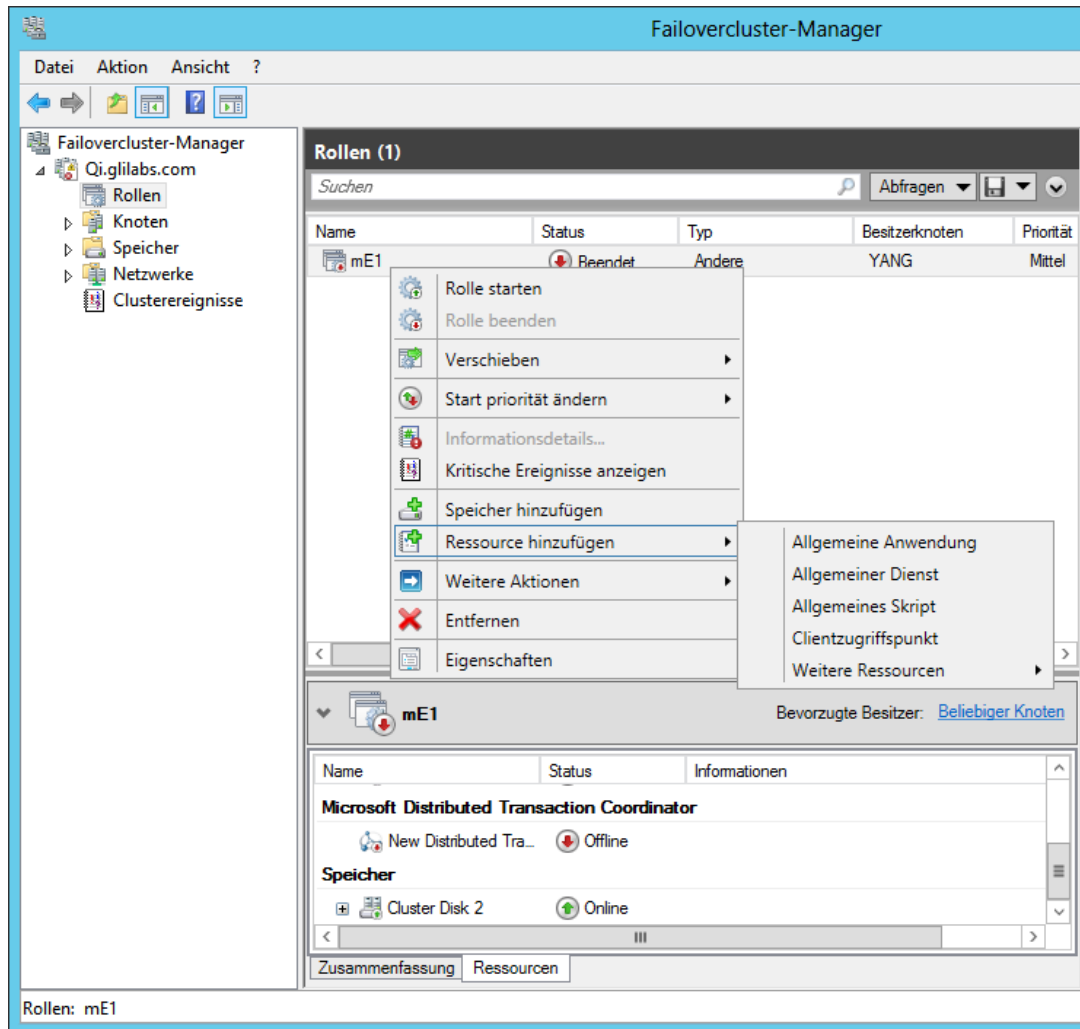 Failovercluster-Manager
Datei Aktion Ansicht ?
Failovercluster-Manager
Qi.glilabs.com
Rollen
Knoten
Speicher
Netzwerke
Clusterereignisse
Rollen (1)
Suchen
Abfragen
Name Status Typ Besitzerknoten Priorität
mE1 Beendet Andere YANG Mittel
Rolle starten
Rolle beenden
Verschieben
Start priorität ändern
Informationsdetails...
Kritische Ereignisse anzeigen
Speicher hinzufügen
Ressource hinzufügen
Weitere Aktionen
Entfernen
Eigenschaften
Allgemeine Anwendung
Allgemeiner Dienst
Allgemeines Skript
Clientzugriffspunkt
Weitere Ressourcen
mE1 Bevorzugte Besitzer: Beliebiger Knoten
Name Status Informationen
Microsoft Distributed Transaction Coordinator
New Distributed Tra... Offline
Speicher
Cluster Disk 2 Online
Zusammenfassung Ressourcen
Rollen: mE1